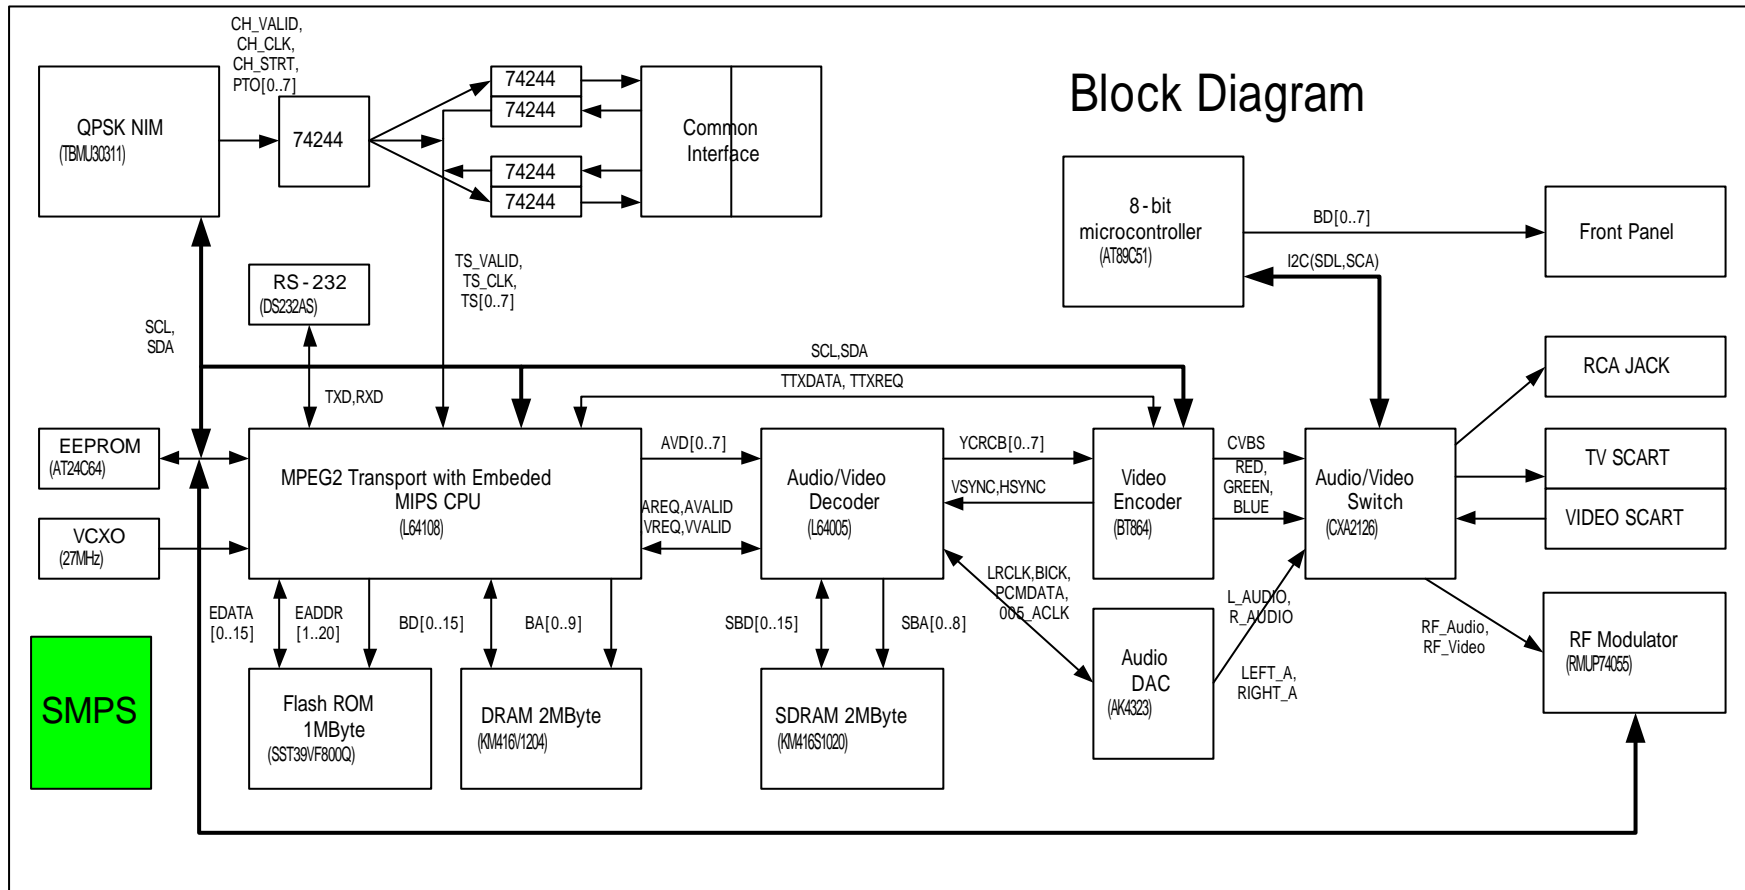 Block Diagram
CH_VALID,
CH_CLK,
CH_STRT,
PTO[0..7]
QPSK NIM
(TBMU30311)
74244
74244
74244
74244
74244
Common
Interface
8-bit
microcontroller
(AT89C51)
BD[0..7]
Front Panel
I2C(SDL,SCA)
TS_VALID,
TS_CLK,
TS[0..7]
RS-232
(DS232AS)
SCL,
SDA
TXD,RXD
SCL,SDA
TTXDATA, TTXREQ
RCA JACK
EEPROM
(AT24C64)
MPEG2 Transport with Embeded
MIPS CPU
(L64108)
AVD[0..7]
AREQ,AVALID
,VREQ,VVALID
Audio/Video
Decoder
(L64005)
YCRCB[0..7]
VSYNC,HSYNC
Video
Encoder
(BT864)
CVBS
RED,
GREEN,
BLUE
Audio/Video
Switch
(CXA2126)
TV SCART
VIDEO SCART
VCXO
(27MHz)
EDATA
[0..15]
EADDR
[1..20]
BD[0..15]
BA[0..9]
SBD[0..15]
SBA[0..8]
LRCLK,BICK,
PCMDATA,
005_ACLK
L_AUDIO,
R_AUDIO
LEFT_A,
RIGHT_A
RF_Audio,
RF_Video
RF Modulator
(RMUP74055)
SMPS
Flash ROM
1MByte
(SST39VF800Q)
DRAM 2MByte
(KM416V1204)
SDRAM 2MByte
(KM416S1020)
Audio
DAC
(AK4323)